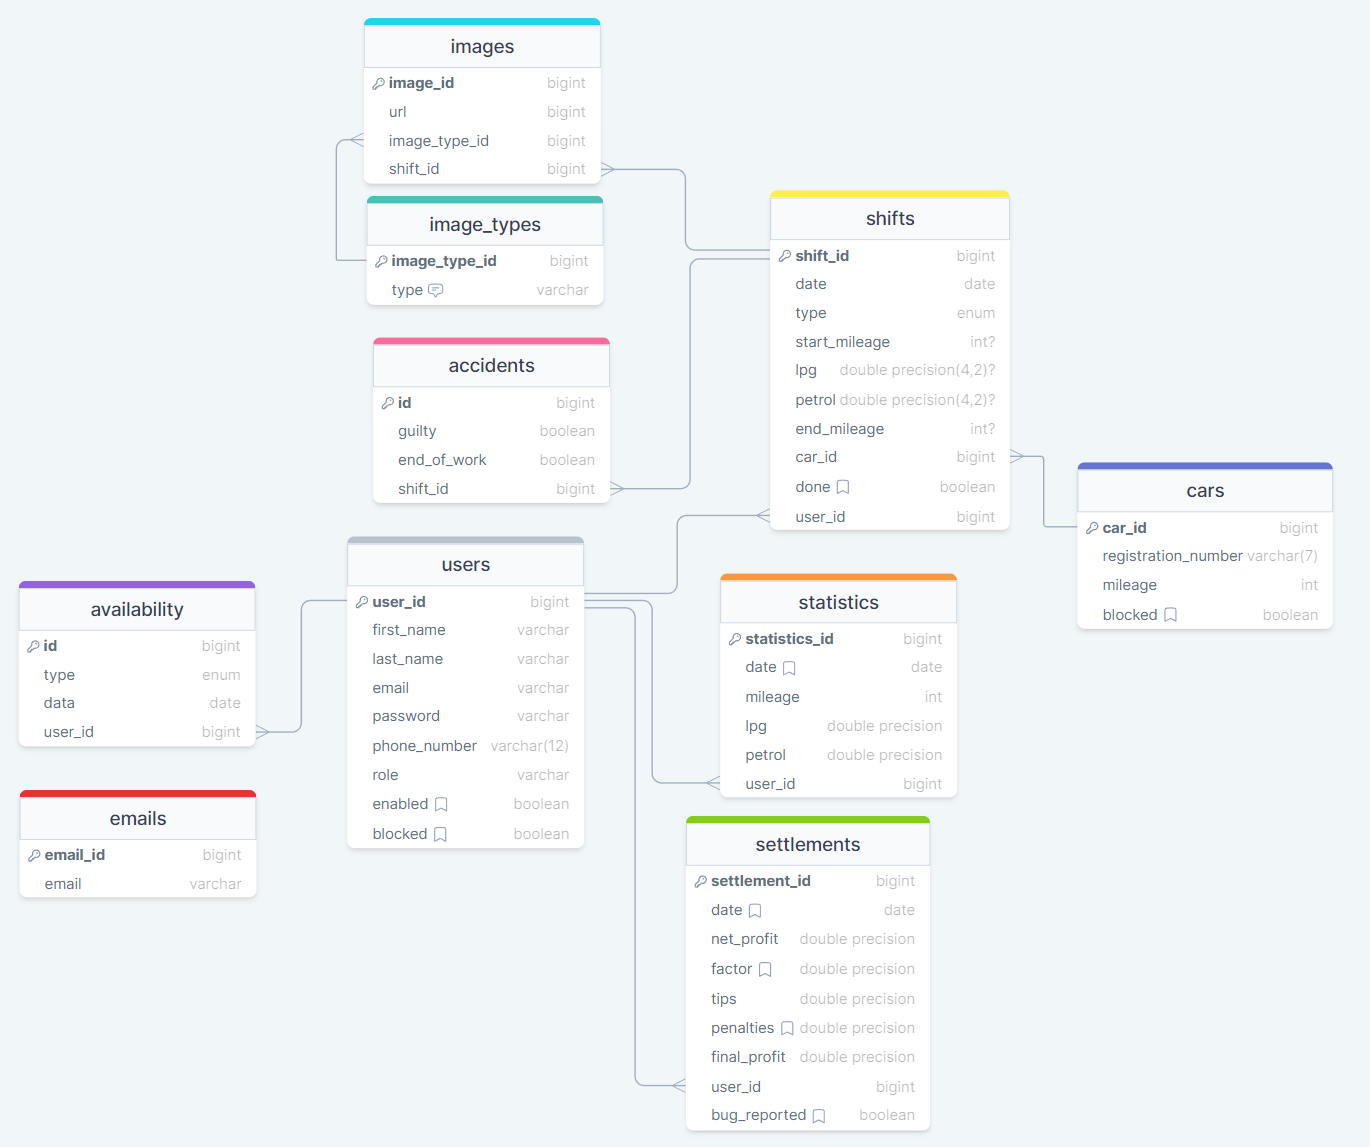 images
image_id bigint
url bigint
image_type_id bigint
shift_id bigint
image_types
image_type_id bigint
type varchar
accidents
id bigint
guilty boolean
end_of_work boolean
shift_id bigint
shifts
shift_id bigint
date date
type enum
start_mileage int?
lpg double precision(4,2)?
petrol double precision(4,2)?
end_mileage int?
car_id bigint
done boolean
user_id bigint
cars
car_id bigint
registration_number varchar(7)
mileage int
blocked boolean
users
user_id bigint
first_name varchar
last_name varchar
email varchar
password varchar
phone_number varchar(12)
role varchar
enabled boolean
blocked boolean
availability
id bigint
type enum
data date
user_id bigint
emails
email_id bigint
email varchar
statistics
statistics_id bigint
date date
mileage int
lpg double precision
petrol double precision
user_id bigint
settlements
settlement_id bigint
date date
net_profit double precision
factor double precision
tips double precision
penalties double precision
final_profit double precision
user_id bigint
bug_reported boolean